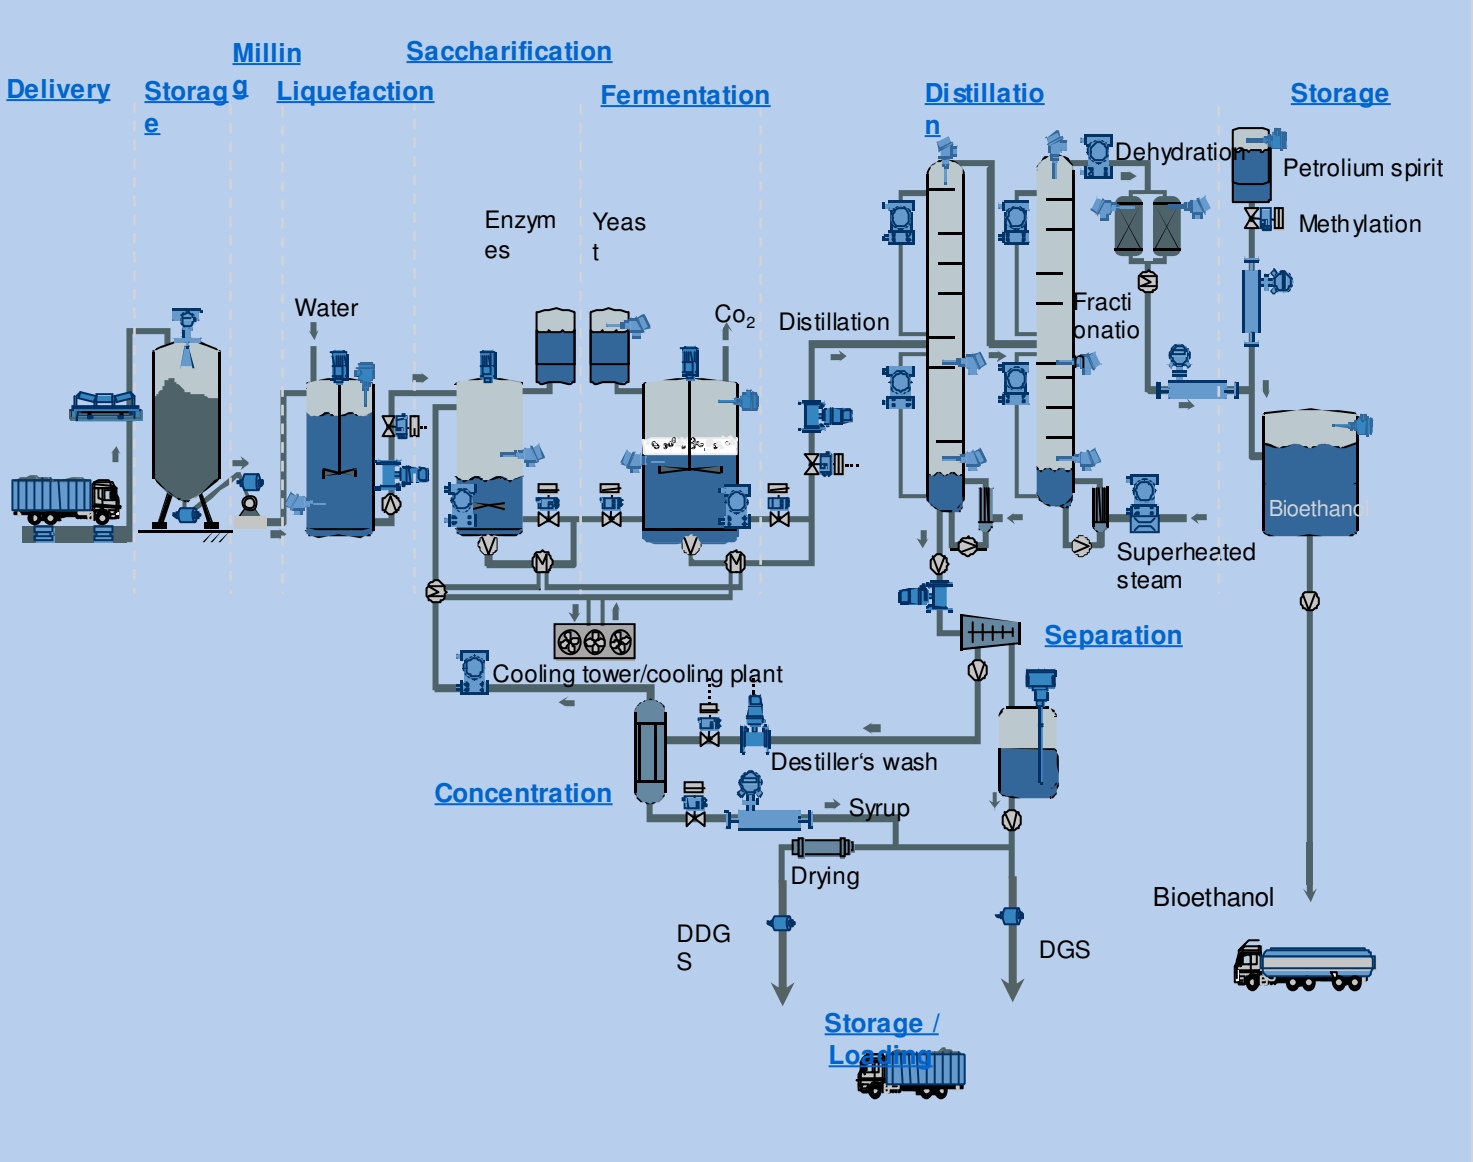 Delivery
Storag
e
Millin
g
Liquefaction
Saccharification
Fermentation
Distillatio
n
Storage
Dehydration
Petrolium spirit
Methylation
Enzym
es
Yeas
t
Water
Co2
Distillation
Fracti
onatio
Bioethanol
Superheated
steam
Separation
Cooling tower/cooling plant
Destiller's wash
Concentration
Syrup
Drying
DDG
S
DGS
Bioethanol
Storage /
Loading